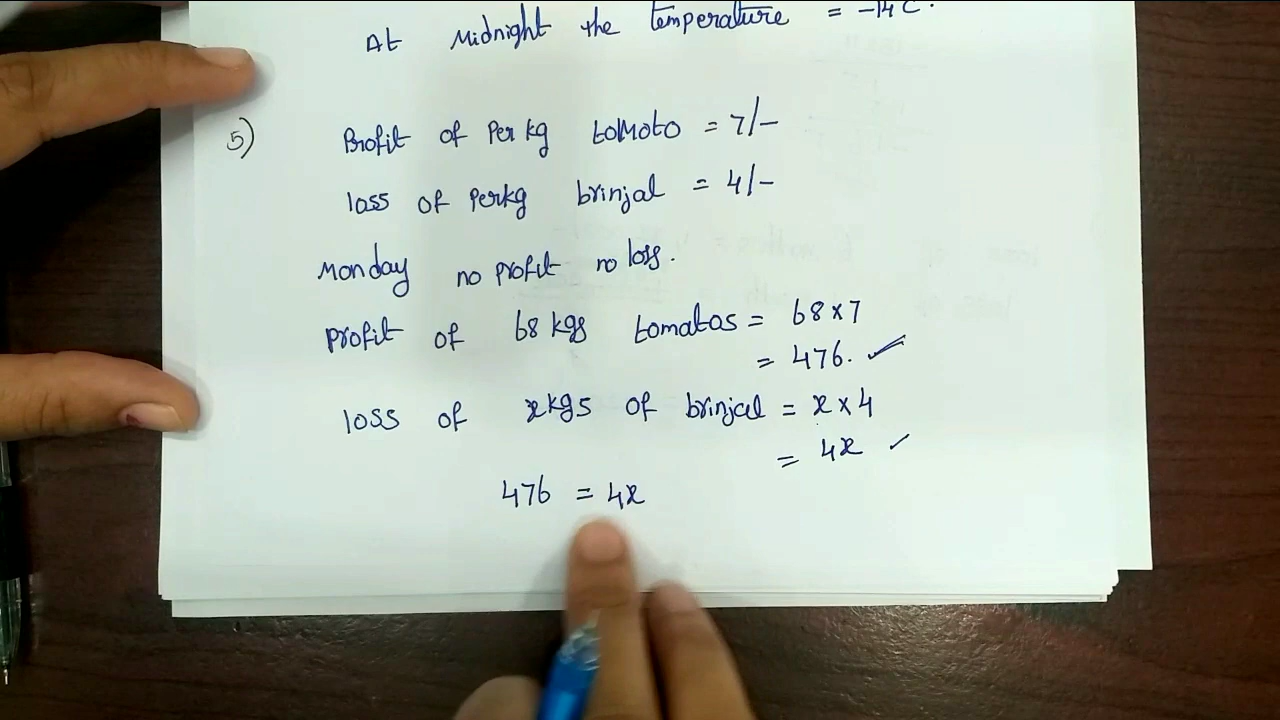 At Midnight the temperature = -14°C.
5) Profit of Per kg tomoto = 7/-
loss of Perkg brinjal = 4/-
Monday no profit no loss.
Profit of 68 kgs tomatos = 68×7
= 476. ✓
loss of xkgs of brinjal = x×4
= 4x ✓
476 = 4x